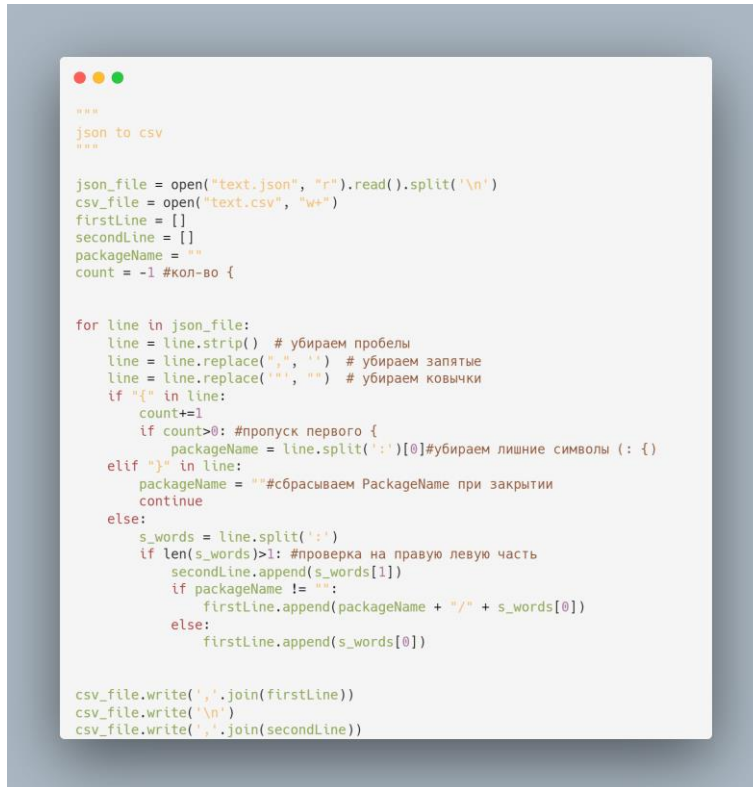 """
json to csv
"""
json_file = open("text.json", "r").read().split('\n')
csv_file = open("text.csv", "w+")
firstLine = []
secondLine = []
packageName = ""
count = -1 #кол-во {
for line in json_file:
    line = line.strip()  # убираем пробелы
    line = line.replace(",", '')  # убираем запятые
    line = line.replace('"', "")  # убираем ковычки
    if "{" in line:
        count+=1
        if count>0: #пропуск первого {
            packageName = line.split(':')[0]#убираем лишние символы (: {)
    elif "}" in line:
        packageName = ""#сбрасываем PackageName при закрытии
        continue
    else:
        s_words = line.split(':')
        if len(s_words)>1: #проверка на правую левую часть
            secondLine.append(s_words[1])
            if packageName != "":
                firstLine.append(packageName + "/" + s_words[0])
            else:
                firstLine.append(s_words[0])
csv_file.write(','.join(firstLine))
csv_file.write('\n')
csv_file.write(','.join(secondLine))